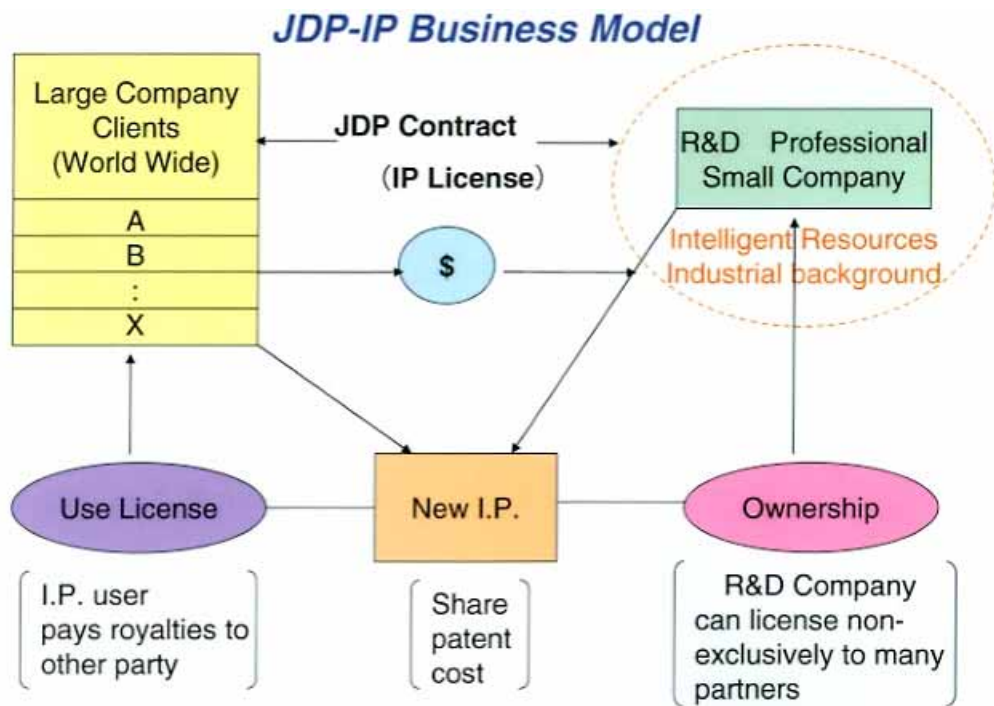 JDP-IP Business Model
Large Company
Clients
(World Wide)
A
B
:
X
JDP Contract
(IP License)
$
R&D Professional
Small Company
Intelligent Resources
Industrial background
Use License
New I.P.
Ownership
I.P. user
pays royalties to
other party
Share
patent
cost
R&D Company
can license non-
exclusively to many
partners